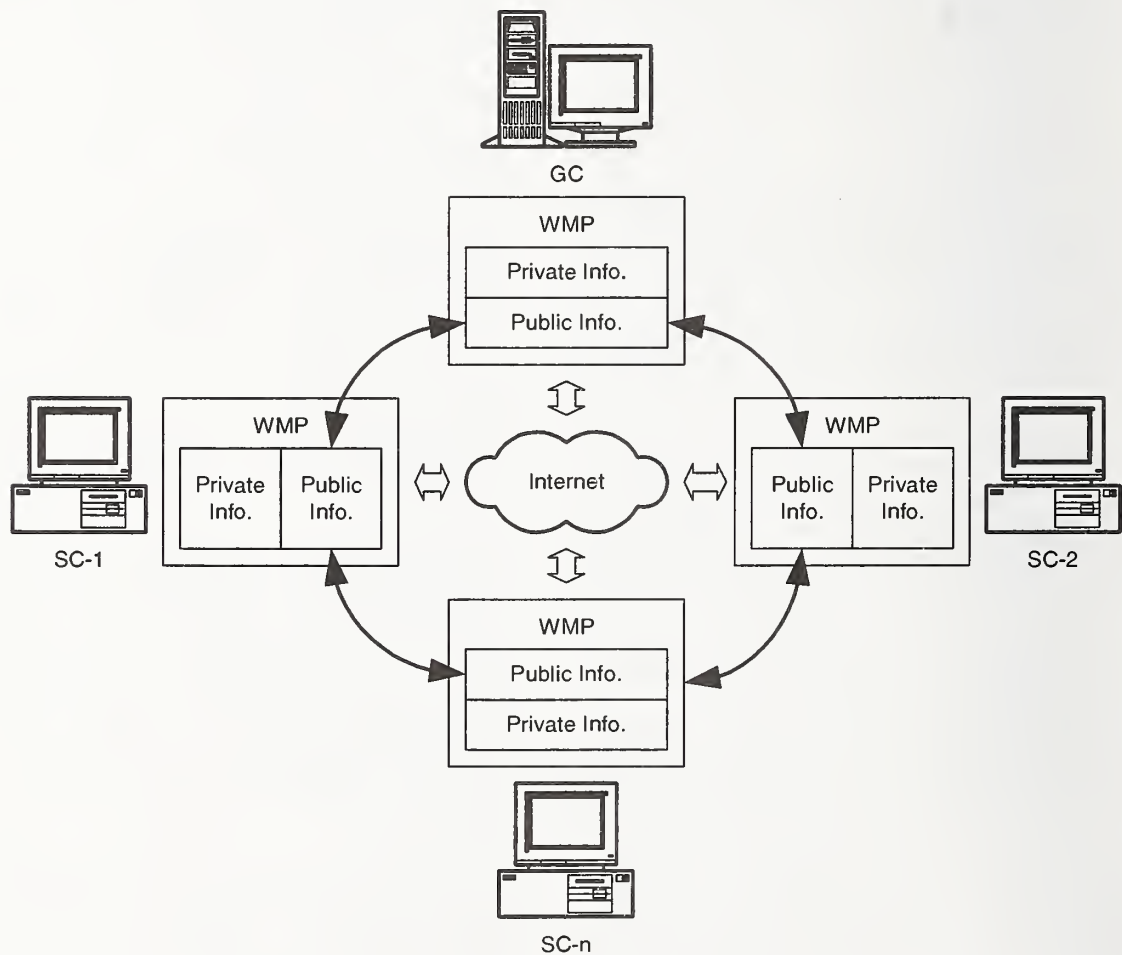 GC
WMP
Private Info.
Public Info.
WMP
Private
Info.
Public
Info.
SC-1
Internet
WMP
Public
Info.
Private
Info.
SC-2
WMP
Public Info.
Private Info.
SC-n